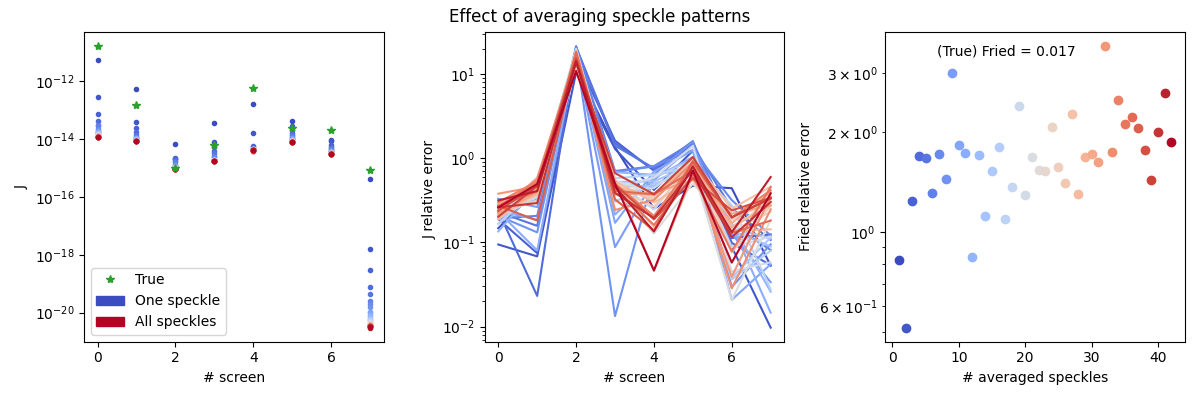 Effect of averaging speckle patterns
J
10⁻¹²
10⁻¹⁴
10⁻¹⁶
10⁻¹⁸
10⁻²⁰
True
One speckle
All speckles
0 2 4 6
# screen
J relative error
10¹
10⁰
10⁻¹
10⁻²
0 2 4 6
# screen
Fried relative error
(True) Fried = 0.017
3 × 10⁰
2 × 10⁰
10⁰
6 × 10⁻¹
0 10 20 30 40
# averaged speckles